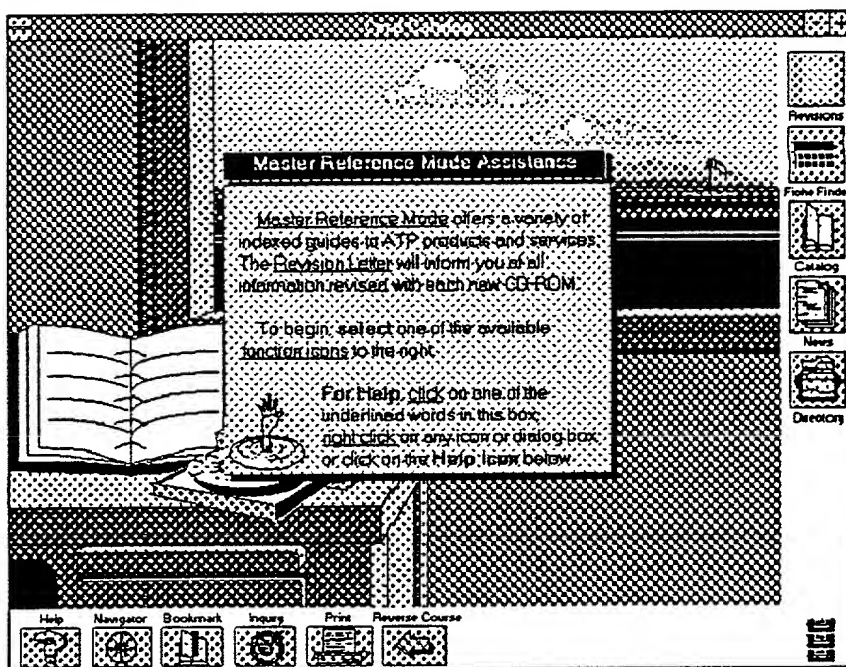 Master Reference Mode Assistance
Master Reference Mode offers a variety of
indexed guides to ATP products and services.
The Revision Letter will inform you of all
information revised with each new CD-ROM.
To begin, select one of the available
function icons to the right.
For Help, click on one of the
underlined words in this box,
right click on any icon or dialog box
or click on the Help Icon below.
Revisions
Fiche Finder
Catalog
News
Directory
Help
Navigator
Bookmark
Inquiry
Print
Reverse Course